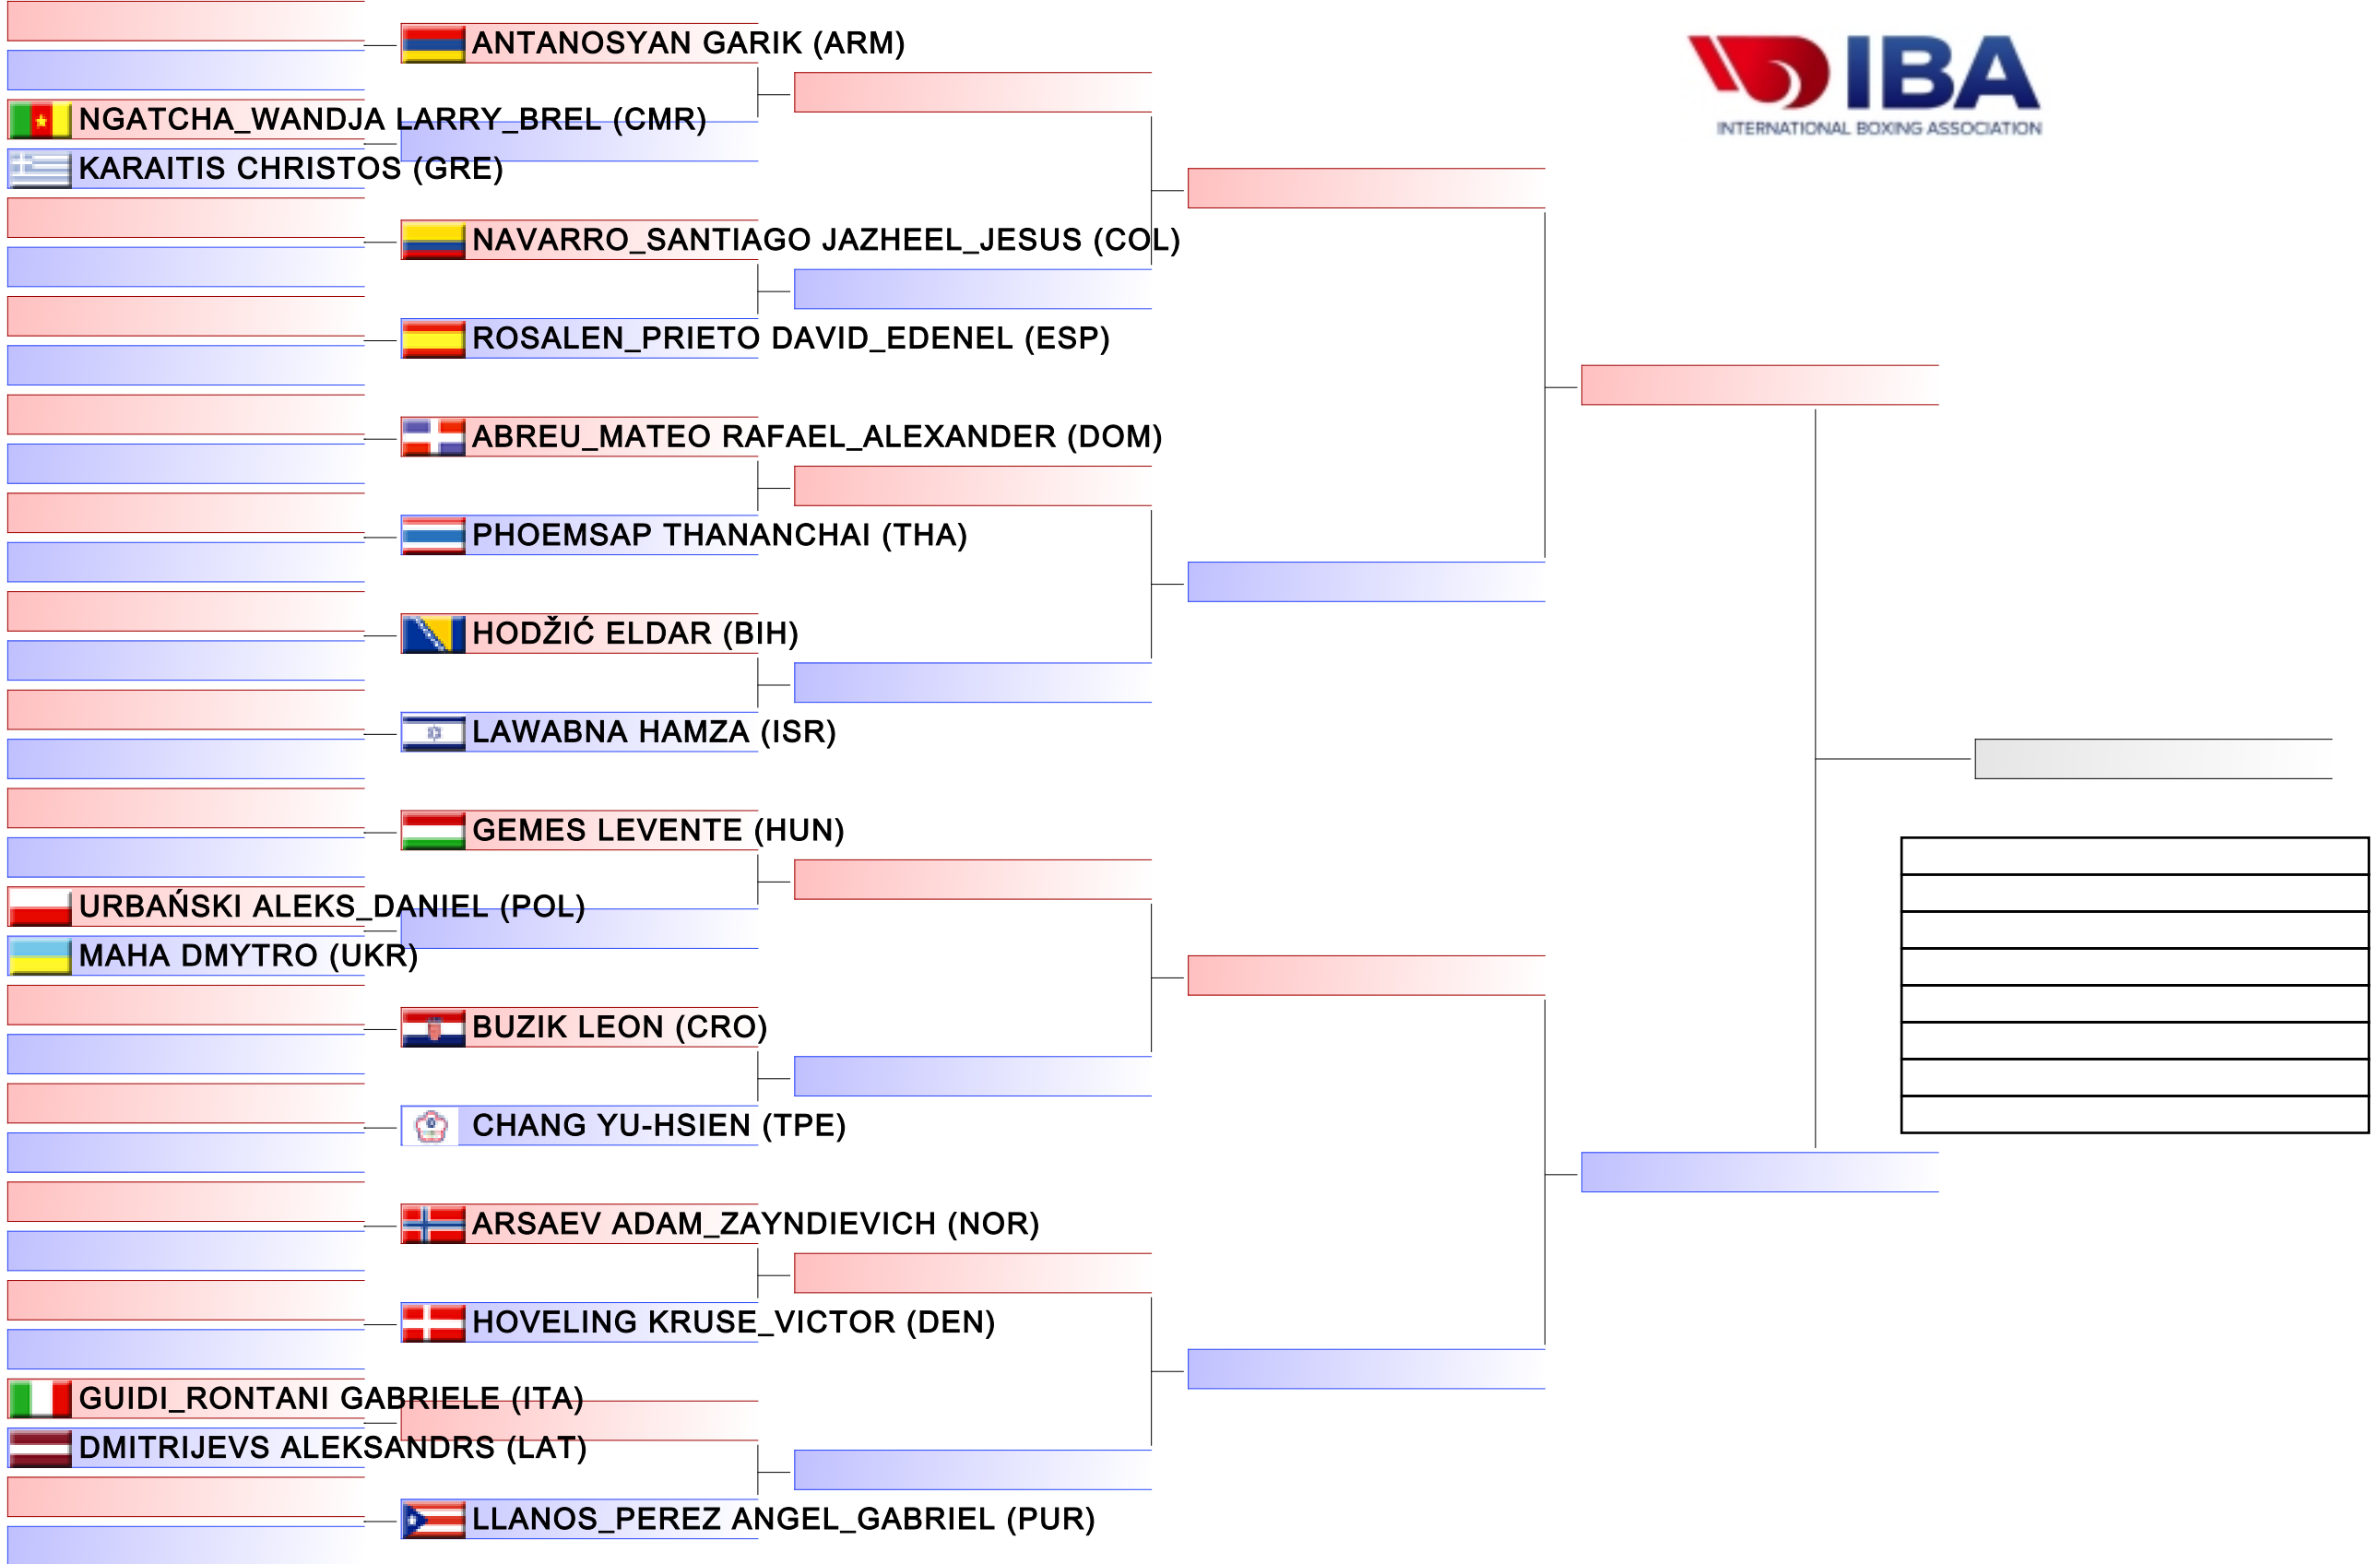 ANTANOSYAN GARIK (ARM)
IBA
INTERNATIONAL BOXING ASSOCIATION
NGATCHA_WANDJA LARRY_BREL (CMR)
KARAITIS CHRISTOS (GRE)
NAVARRO_SANTIAGO JAZHEEL_JESUS (COL)
ROSALEN_PRIETO DAVID_EDENEL (ESP)
ABREU_MATEO RAFAEL_ALEXANDER (DOM)
PHOEMSAP THANANCHAI (THA)
HODŽIĆ ELDAR (BIH)
LAWABNA HAMZA (ISR)
GEMES LEVENTE (HUN)
URBAŃSKI ALEKS_DANIEL (POL)
MAHA DMYTRO (UKR)
BUZIK LEON (CRO)
CHANG YU-HSIEN (TPE)
ARSAEV ADAM_ZAYNDIEVICH (NOR)
HOVELING KRUSE_VICTOR (DEN)
GUIDI_RONTANI GABRIELE (ITA)
DMITRIJEVS ALEKSANDRS (LAT)
LLANOS_PEREZ ANGEL_GABRIEL (PUR)